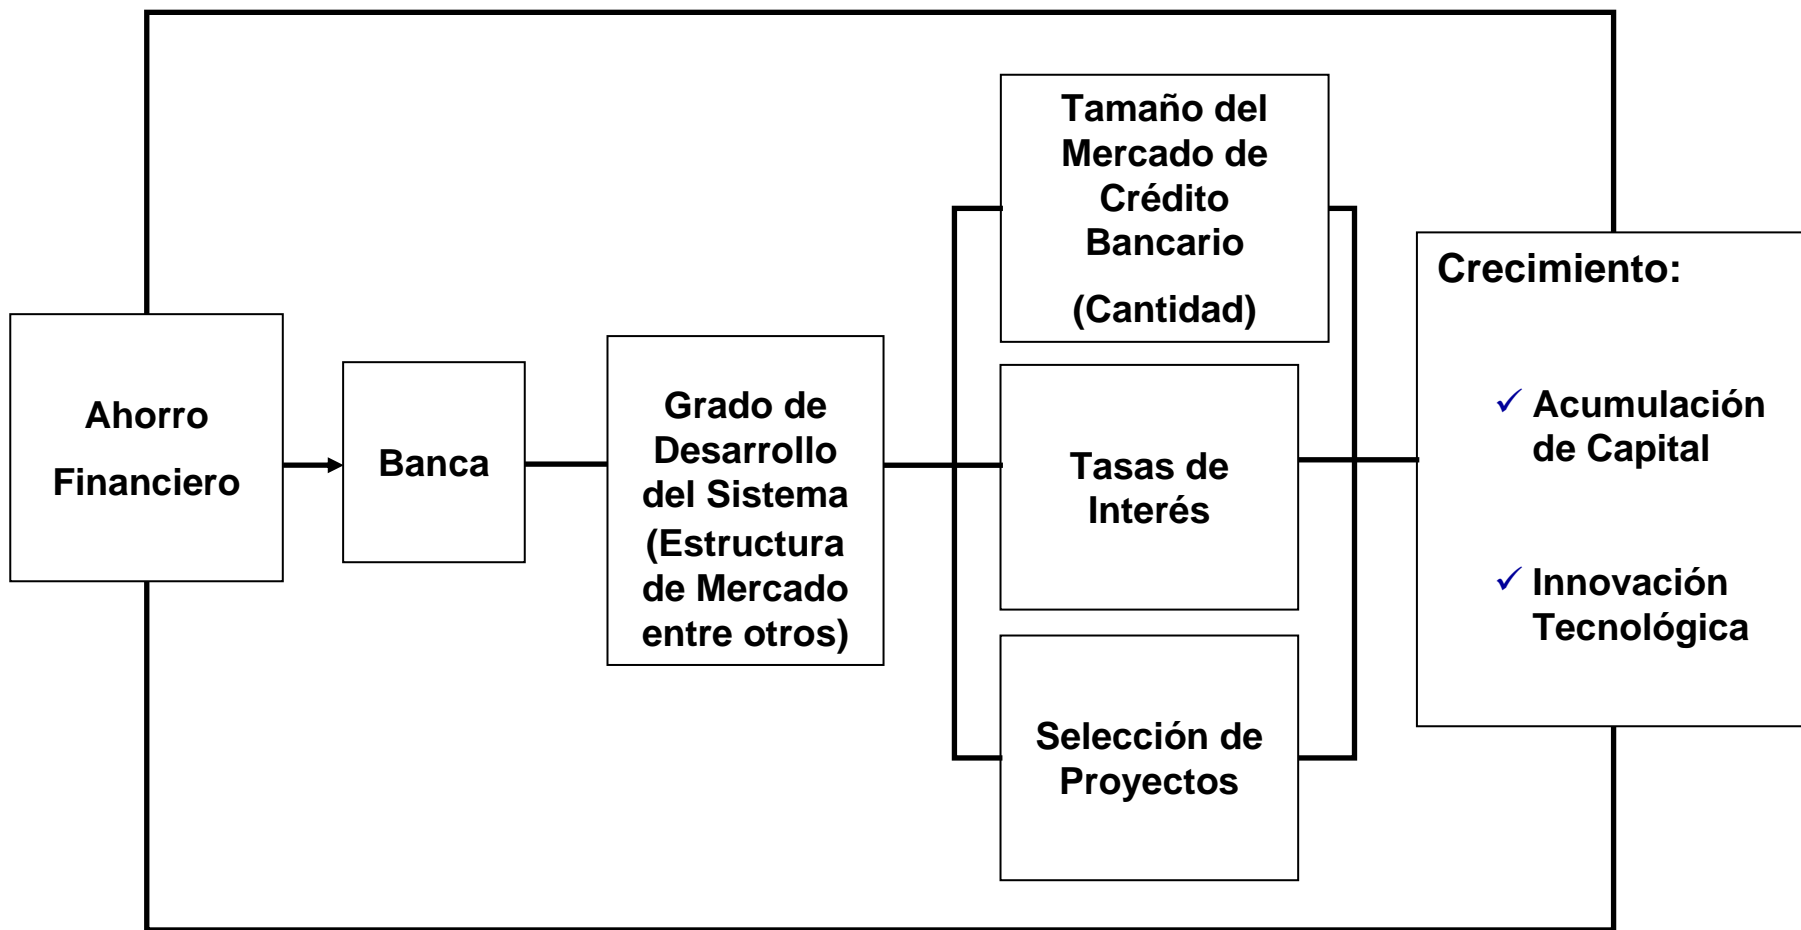 Ahorro
Financiero
Banca
Grado de
Desarrollo
del Sistema
(Estructura
de Mercado
entre otros)
Tamaño del
Mercado de
Crédito
Bancario
(Cantidad)
Tasas de
Interés
Selección de
Proyectos
Crecimiento:
✓ Acumulación
de Capital
✓ Innovación
Tecnológica